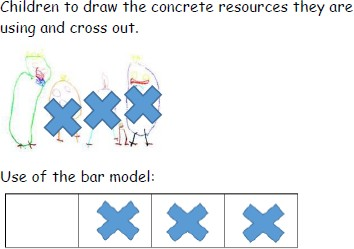 Children to draw the concrete resources they are
using and cross out.
Use of the bar model: